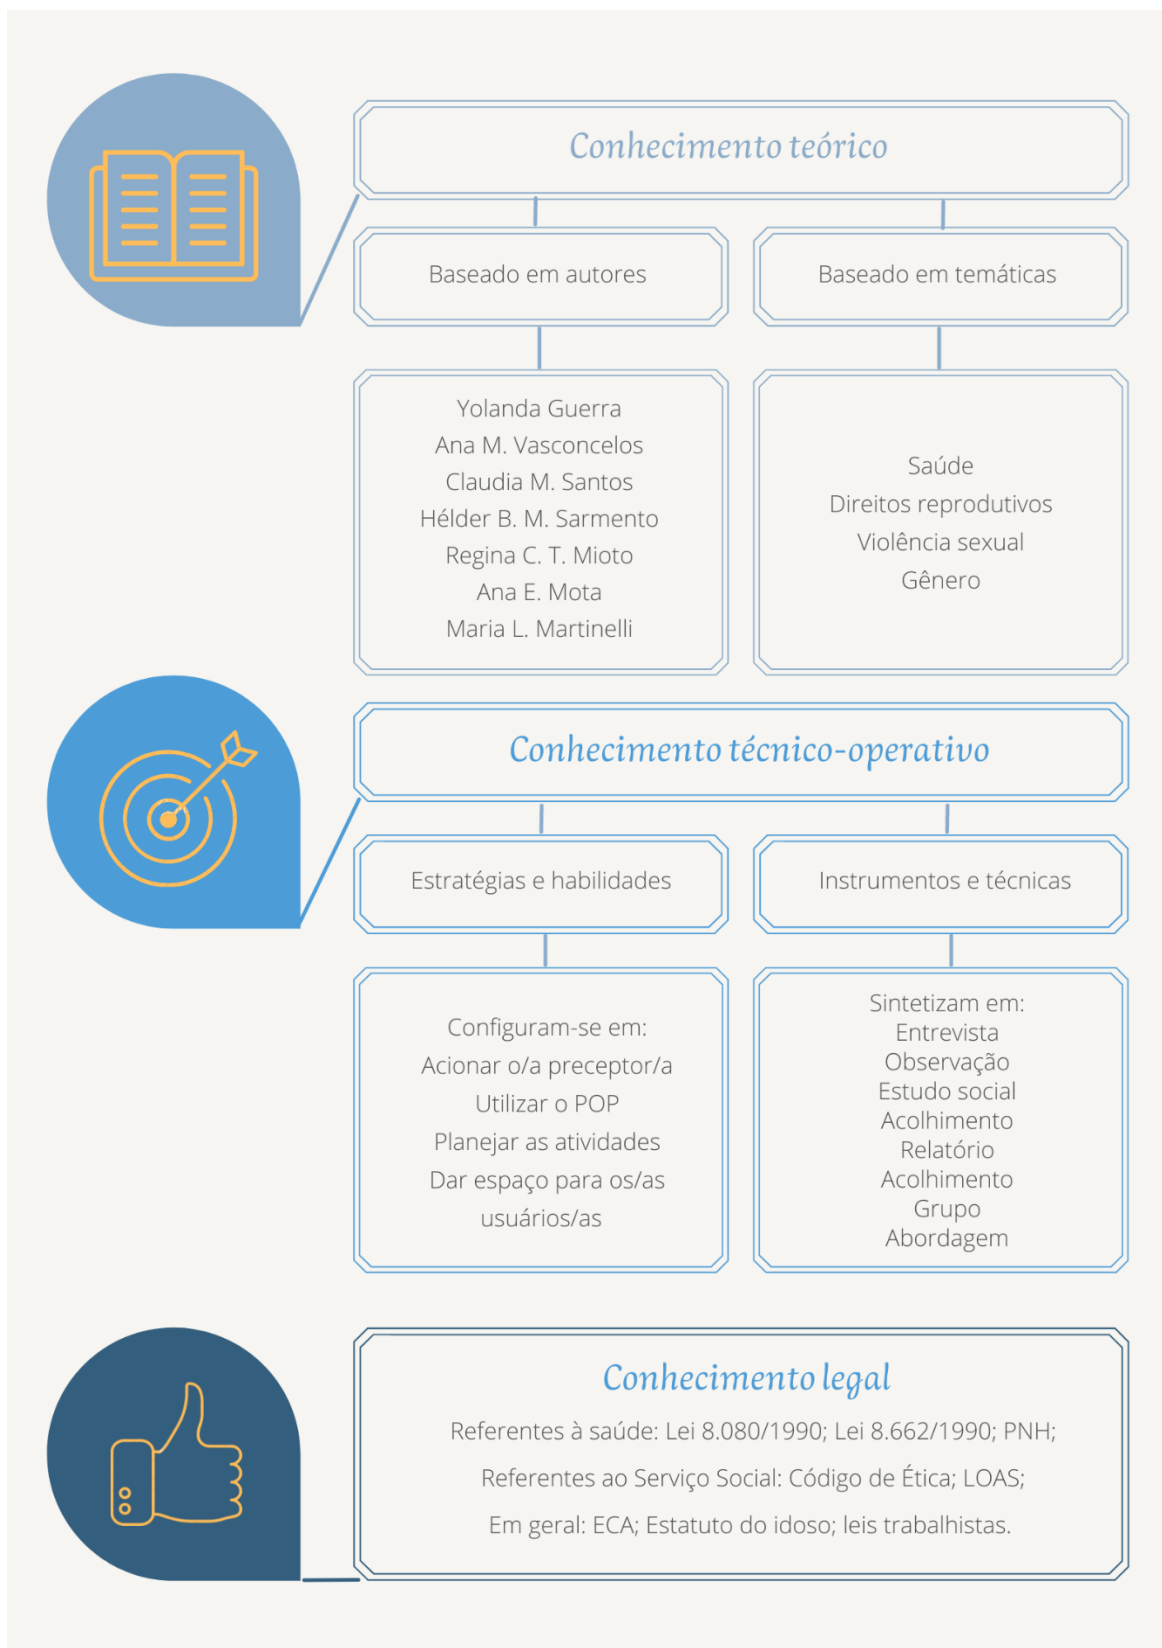 Conhecimento teórico
Baseado em autores
Baseado em temáticas
Yolanda Guerra
Ana M. Vasconcelos
Claudia M. Santos
Hélder B. M. Sarmento
Regina C. T. Mioto
Ana E. Mota
Maria L. Martinelli
Saúde
Direitos reprodutivos
Violência sexual
Gênero
Conhecimento técnico-operativo
Estratégias e habilidades
Instrumentos e técnicas
Configuram-se em:
Acionar o/a preceptor/a
Utilizar o POP
Planejar as atividades
Dar espaço para os/as
usuários/as
Sintetizam em:
Entrevista
Observação
Estudo social
Acolhimento
Relatório
Acolhimento
Grupo
Abordagem
Conhecimento legal
Referentes à saúde: Lei 8.080/1990; Lei 8.662/1990; PNH;
Referentes ao Serviço Social: Código de Ética; LOAS;
Em geral: ECA; Estatuto do idoso; leis trabalhistas.